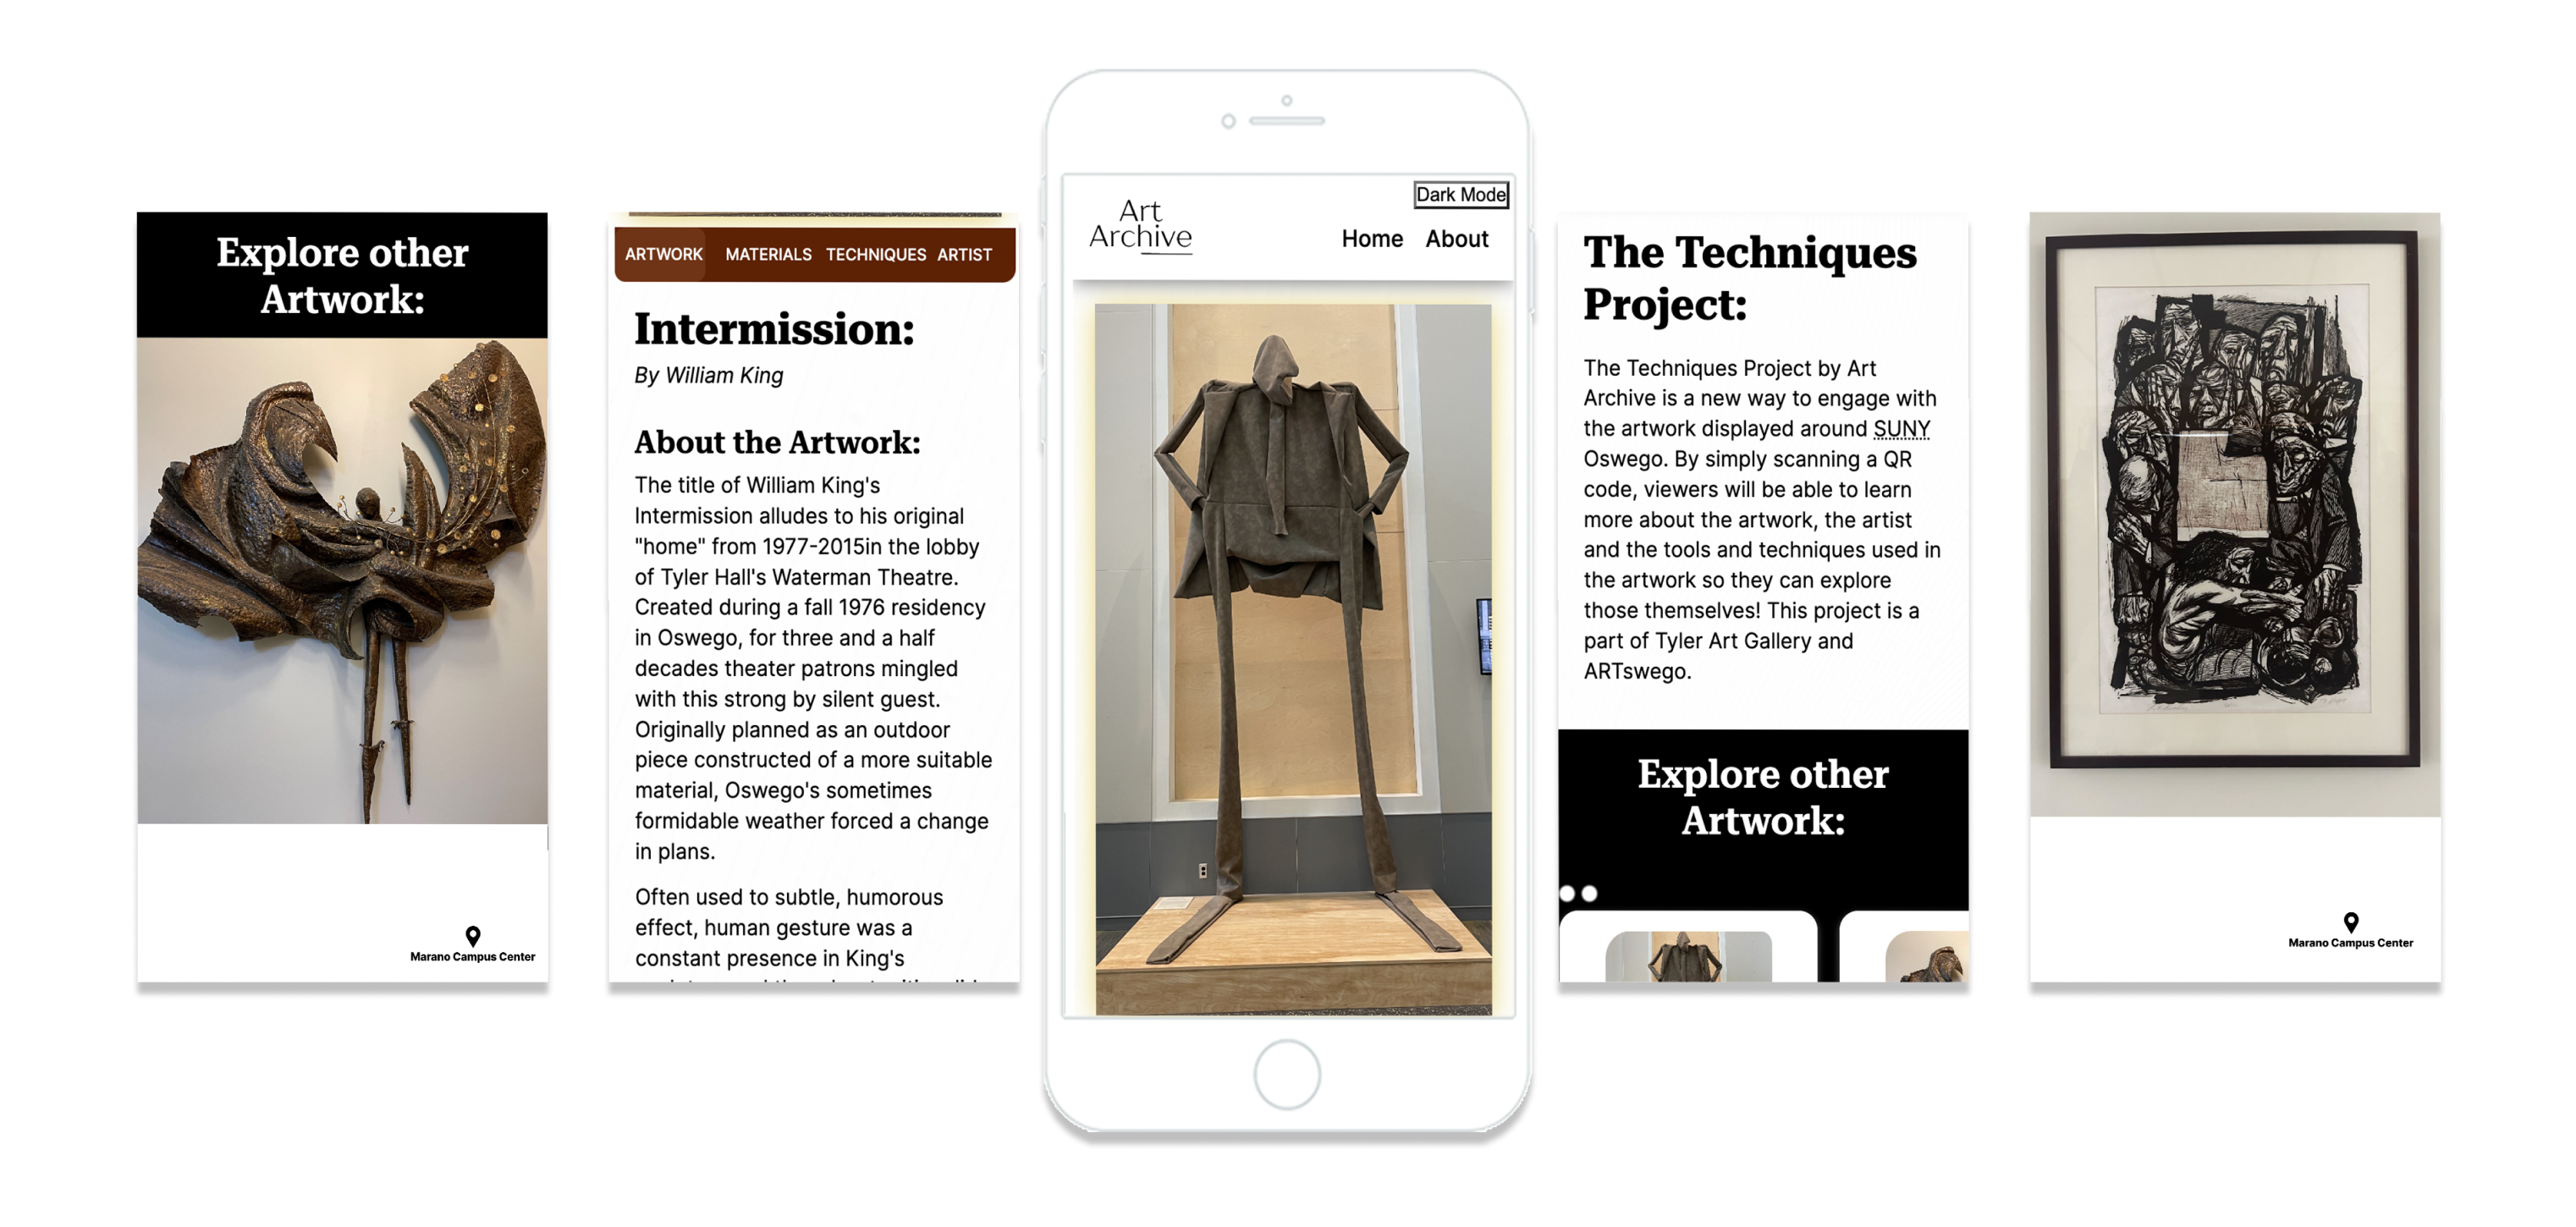 Explore other
Artwork:
Marano Campus Center
ARTWORK MATERIALS TECHNIQUES ARTIST
Intermission:
By William King
About the Artwork:
The title of William King's
Intermission alludes to his original
"home" from 1977-2015in the lobby
of Tyler Hall's Waterman Theatre.
Created during a fall 1976 residency
in Oswego, for three and a half
decades theater patrons mingled
with this strong by silent guest.
Originally planned as an outdoor
piece constructed of a more suitable
material, Oswego's sometimes
formidable weather forced a change
in plans.
Often used to subtle, humorous
effect, human gesture was a
constant presence in King's
Dark Mode
Art
Archive
Home About
The Techniques
Project:
The Techniques Project by Art
Archive is a new way to engage with
the artwork displayed around SUNY
Oswego. By simply scanning a QR
code, viewers will be able to learn
more about the artwork, the artist
and the tools and techniques used in
the artwork so they can explore
those themselves! This project is a
part of Tyler Art Gallery and
ARTswego.
Explore other
Artwork:
Marano Campus Center